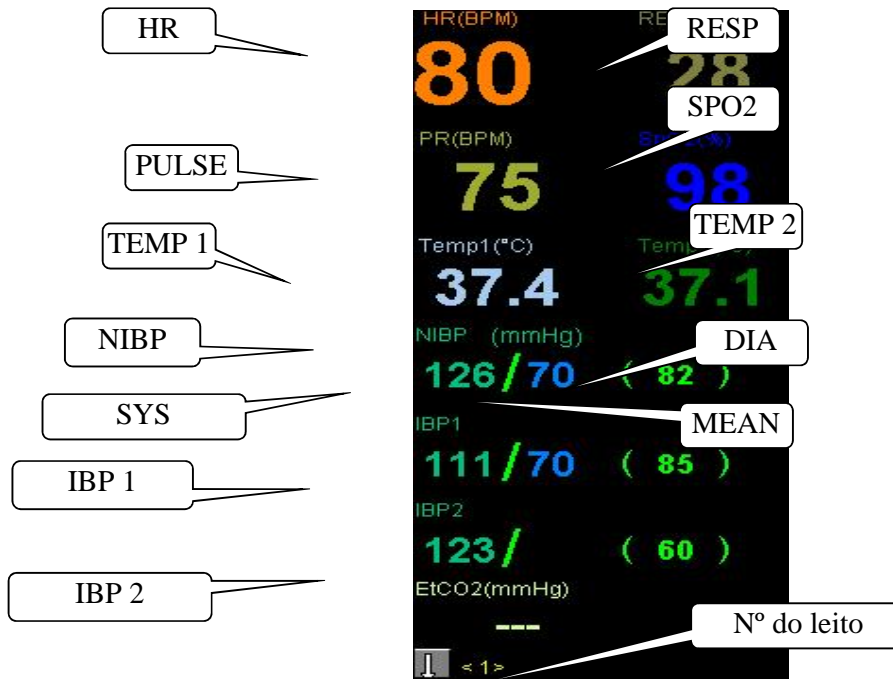 HR
HR(BPM)
RE
RESP
80
28
SPO2
PR(BPM)
PULSE
75
98
TEMP 1
TEMP 2
Temp1(°C)
37.4
37.1
NIBP
NIBP (mmHg)
DIA
126/70 ( 82 )
SYS
MEAN
IBP1
IBP 1
111/70 ( 85 )
IBP2
123/ ( 60 )
IBP 2
EtCO2(mmHg)
---
Nº do leito
<1>